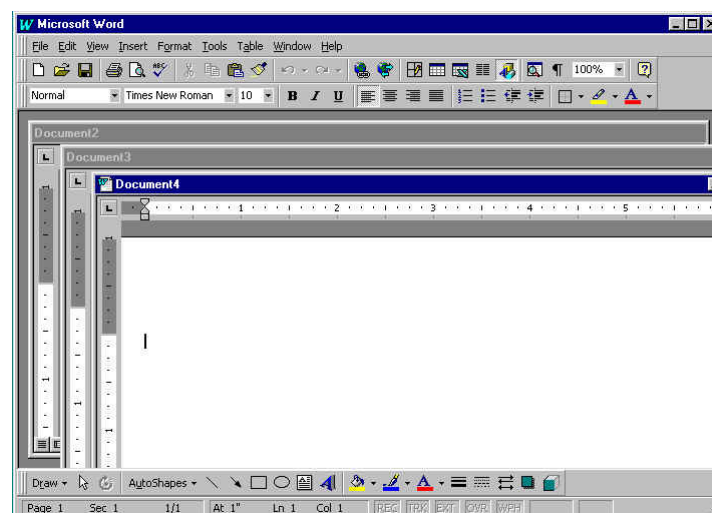 Microsoft Word
File Edit View Insert Format Tools Table Window Help
ABC 100%
Normal Times New Roman 10 B I U A
Document2
Document3
Document4
1 2 3 4 5
Draw AutoShapes A A
Page 1 Sec 1 1/1 At 1" Ln 1 Col 1 REC TRK EXT OVR WPH